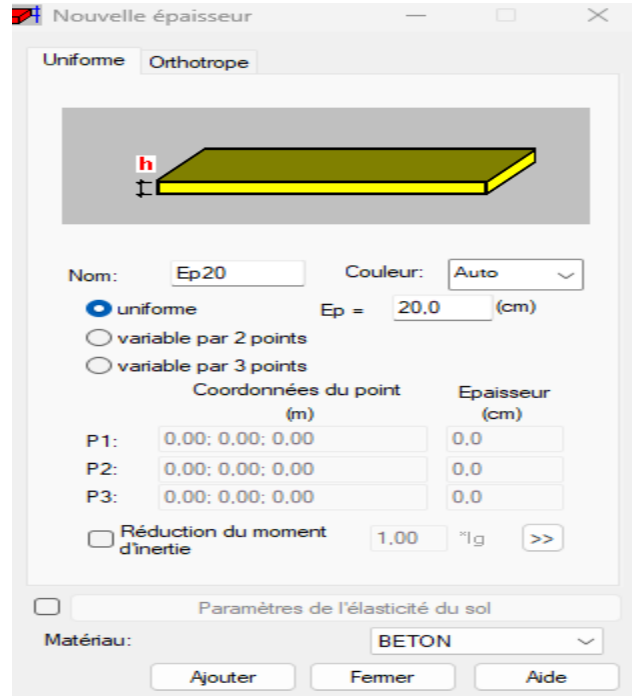 Nouvelle épaisseur
Uniforme Orthotrope
h
Nom: Ep20 Couleur: Auto
uniforme Ep = 20,0 (cm)
variable par 2 points
variable par 3 points
Coordonnées du point Epaisseur
(m) (cm)
P1: 0,00; 0,00; 0,00 0,0
P2: 0,00; 0,00; 0,00 0,0
P3: 0,00; 0,00; 0,00 0,0
Réduction du moment
d'inertie 1,00 *Ig >>
Paramètres de l'élasticité du sol
Matériau: BETON
Ajouter Fermer Aide